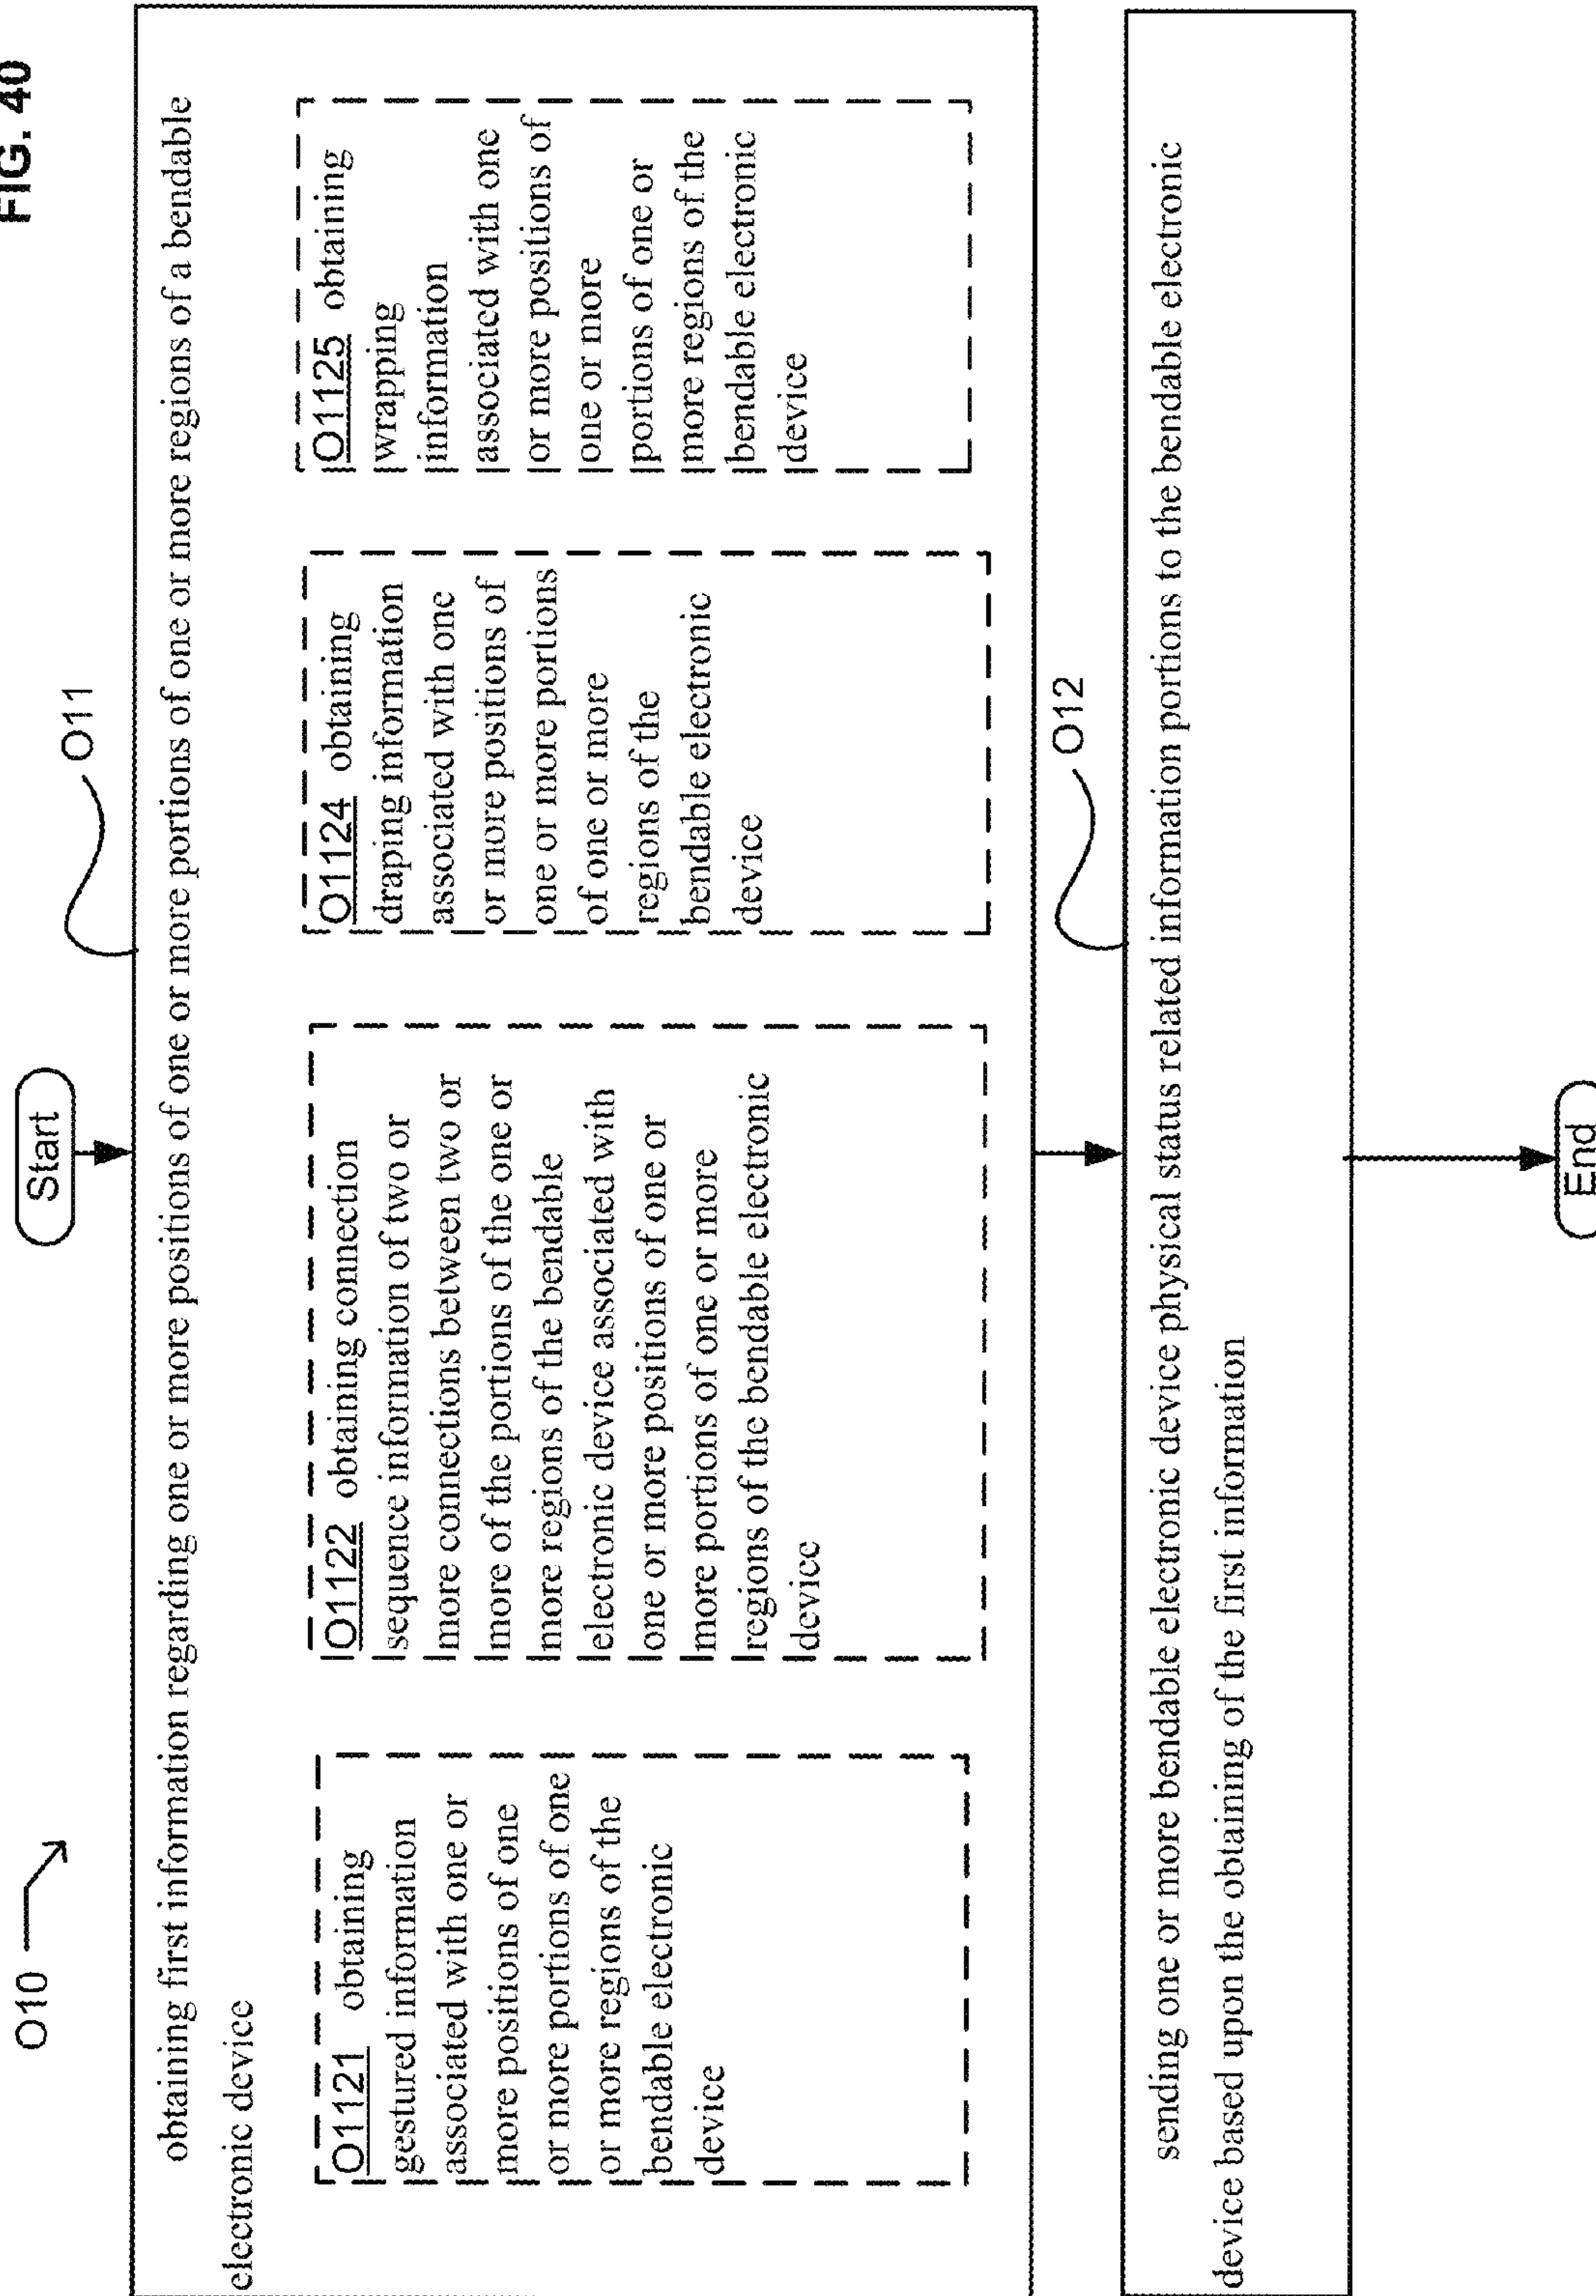 FIG. 40
O10
Start
O11
obtaining first information regarding one or more positions of one or more portions of one or more regions of a bendable
electronic device
O1121 obtaining
gestured information
associated with one or
more positions of one
or more portions of one
or more regions of the
bendable electronic
device
O1122 obtaining connection
sequence information of two or
more connections between two or
more of the portions of the one or
more regions of the bendable
electronic device associated with
one or more positions of one or
more portions of one or more
regions of the bendable electronic
device
O1124 obtaining
draping information
associated with one
or more positions of
one or more portions
of one or more
regions of the
bendable electronic
device
O1125 obtaining
wrapping
information
associated with one
or more positions of
one or more
portions of one or
more regions of the
bendable electronic
device
O12
sending one or more bendable electronic device physical status related information portions to the bendable electronic
device based upon the obtaining of the first information
End